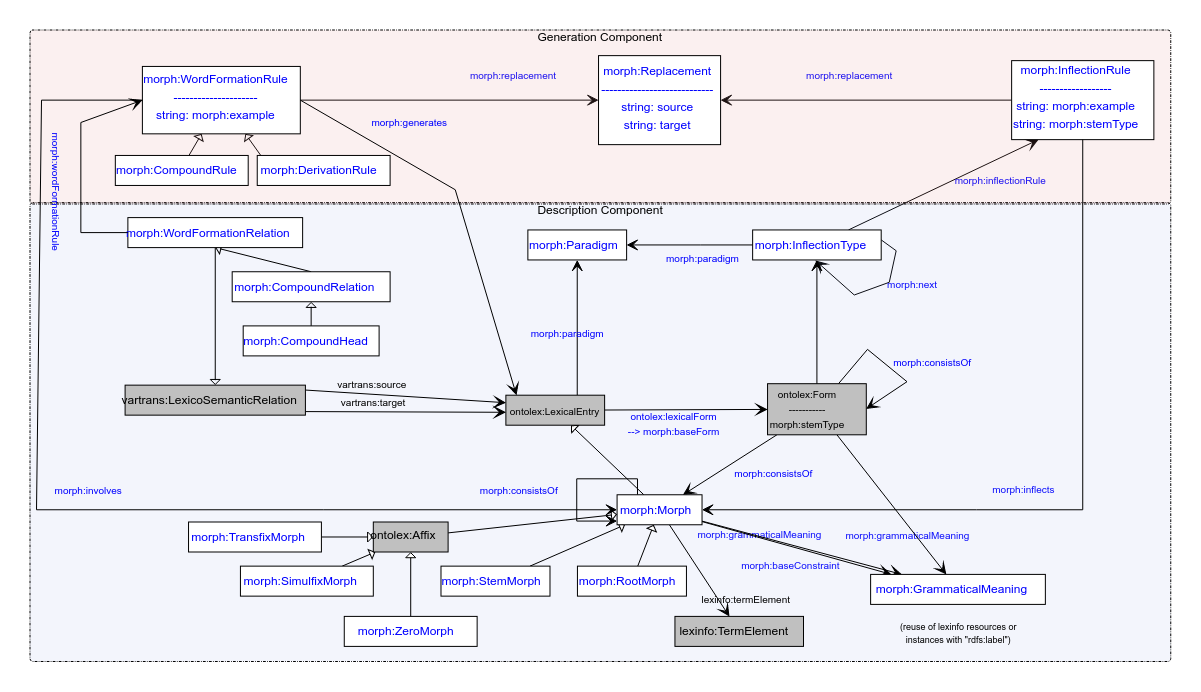 Generation Component
morph:WordFormationRule
---------------------
string: morph:example
morph:replacement
morph:Replacement
----------------------------
string: source
string: target
morph:replacement
morph:InflectionRule
------------------
string: morph:example
string: morph:stemType
morph:generates
morph:CompoundRule
morph:DerivationRule
morph:wordFormationRule
morph:inflectionRule
Description Component
morph:WordFormationRelation
morph:Paradigm
morph:InflectionType
morph:paradigm
morph:next
morph:CompoundRelation
morph:CompoundHead
morph:paradigm
morph:consistsOf
vartrans:LexicoSemanticRelation
vartrans:source
vartrans:target
ontolex:LexicalEntry
ontolex:lexicalForm
--> morph:baseForm
ontolex:Form
-----------
morph:stemType
morph:consistsOf
morph:involves
morph:consistsOf
morph:inflects
morph:Morph
morph:TransfixMorph
ontolex:Affix
morph:grammaticalMeaning
morph:grammaticalMeaning
morph:baseConstraint
morph:SimulfixMorph
morph:StemMorph
morph:RootMorph
morph:GrammaticalMeaning
lexinfo:termElement
morph:ZeroMorph
lexinfo:TermElement
(reuse of lexinfo resources or
instances with "rdfs:label")